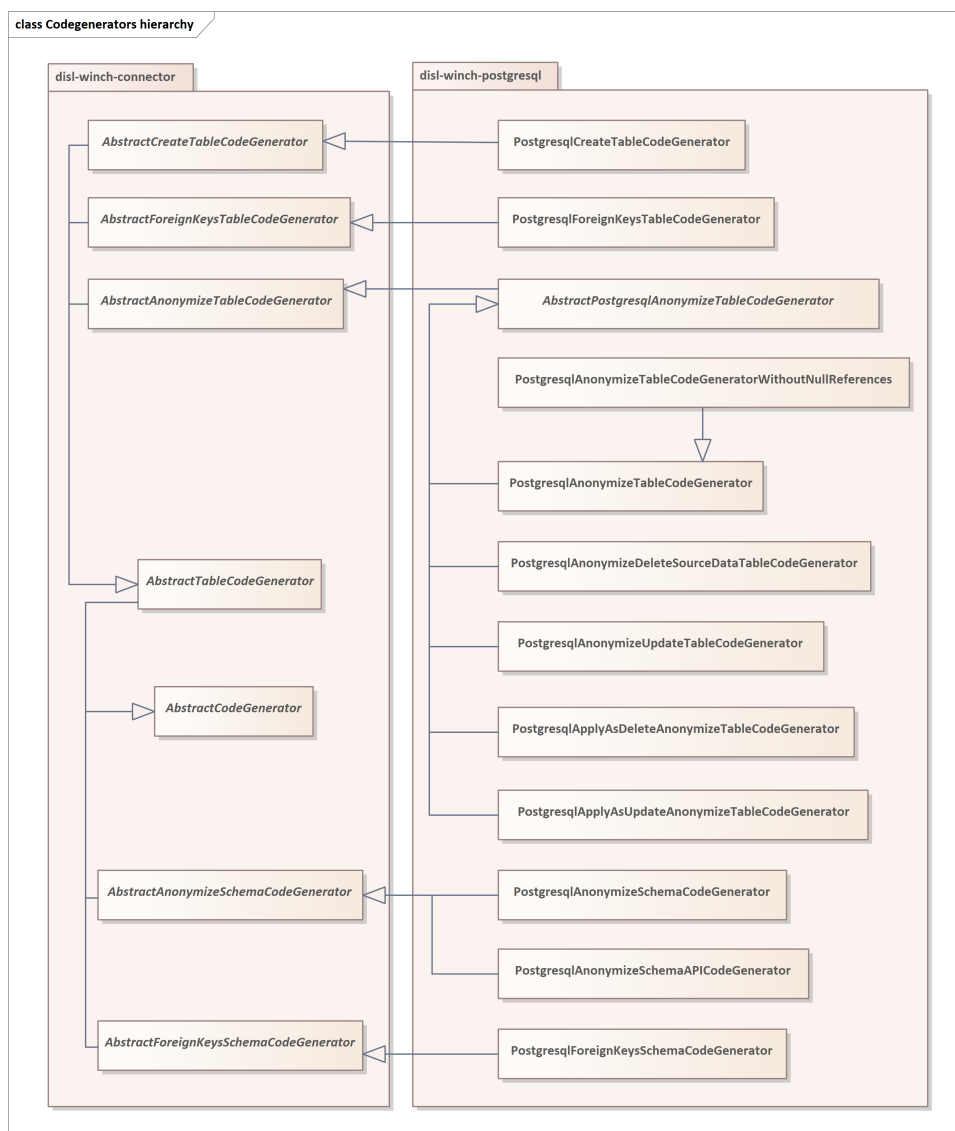 class Codegenerators hierarchy
disl-winch-connector
disl-winch-postgresql
AbstractCreateTableCodeGenerator
PostgresqlCreateTableCodeGenerator
AbstractForeignKeysTableCodeGenerator
PostgresqlForeignKeysTableCodeGenerator
AbstractAnonymizeTableCodeGenerator
AbstractPostgresqlAnonymizeTableCodeGenerator
PostgresqlAnonymizeTableCodeGeneratorWithoutNullReferences
PostgresqlAnonymizeTableCodeGenerator
PostgresqlAnonymizeDeleteSourceDataTableCodeGenerator
AbstractTableCodeGenerator
PostgresqlAnonymizeUpdateTableCodeGenerator
AbstractCodeGenerator
PostgresqlApplyAsDeleteAnonymizeTableCodeGenerator
PostgresqlApplyAsUpdateAnonymizeTableCodeGenerator
AbstractAnonymizeSchemaCodeGenerator
PostgresqlAnonymizeSchemaCodeGenerator
PostgresqlAnonymizeSchemaAPICodeGenerator
AbstractForeignKeysSchemaCodeGenerator
PostgresqlForeignKeysSchemaCodeGenerator